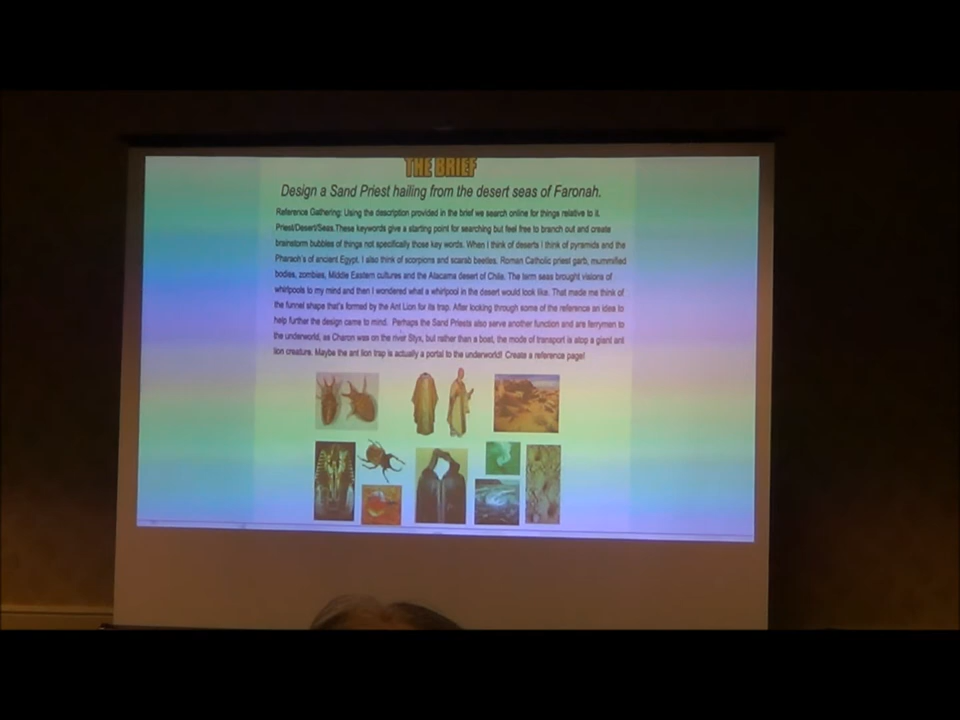 THE BRIEF
Design a Sand Priest hailing from the desert seas of Faronah.
Reference Gathering: Using the description provided in the brief we search online for things relative to it.
Priest/Desert/Seas.These keywords give a starting point for searching but feel free to branch out and create
brainstorm bubbles of things not specifically those key words. When I think of deserts I think of pyramids and the
Pharaoh's of ancient Egypt. I also think of scorpions and scarab beetles, Roman Catholic priest garb, mummified
bodies, zombies, Middle Eastern cultures and the Atacama desert of Chile. The term seas brought visions of
whirlpools to my mind and then I wondered what a whirlpool in the desert would look like. That made me think of
the funnel shape that's formed by the Ant Lion for its trap. After looking through some of the reference an idea to
help further the design came to mind. Perhaps the Sand Priests also serve another function and are ferrymen to
the underworld, as Charon was on the river Styx, but rather than a boat, the mode of transport is atop a giant ant
lion creature. Maybe the ant lion trap is actually a portal to the underworld! Create a reference page!